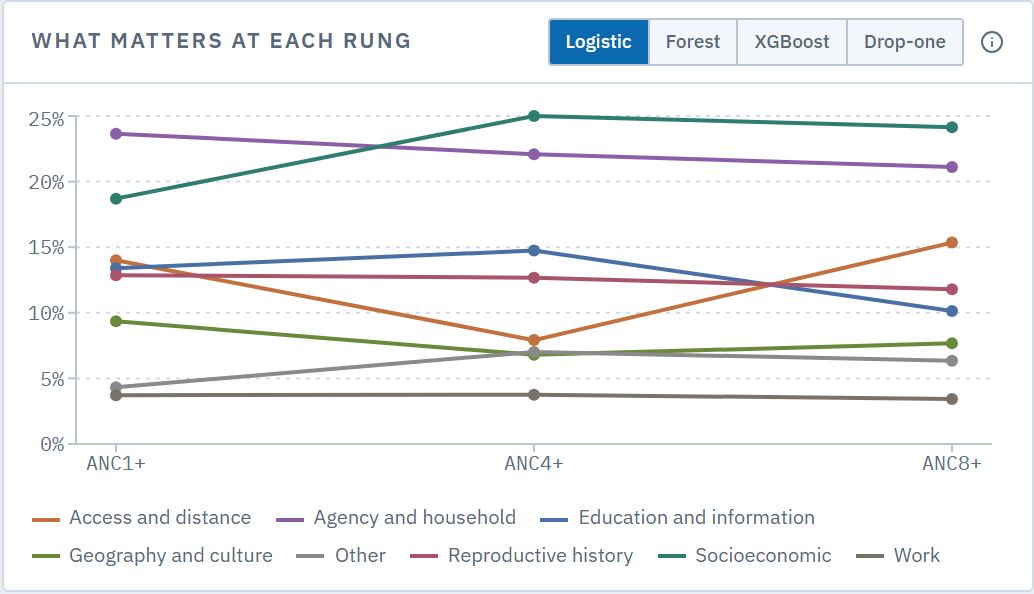 WHAT MATTERS AT EACH RUNG
Logistic Forest XGBoost Drop-one
25%
20%
15%
10%
5%
0%
ANC1+ ANC4+ ANC8+
Access and distance Agency and household Education and information
Geography and culture Other Reproductive history Socioeconomic Work